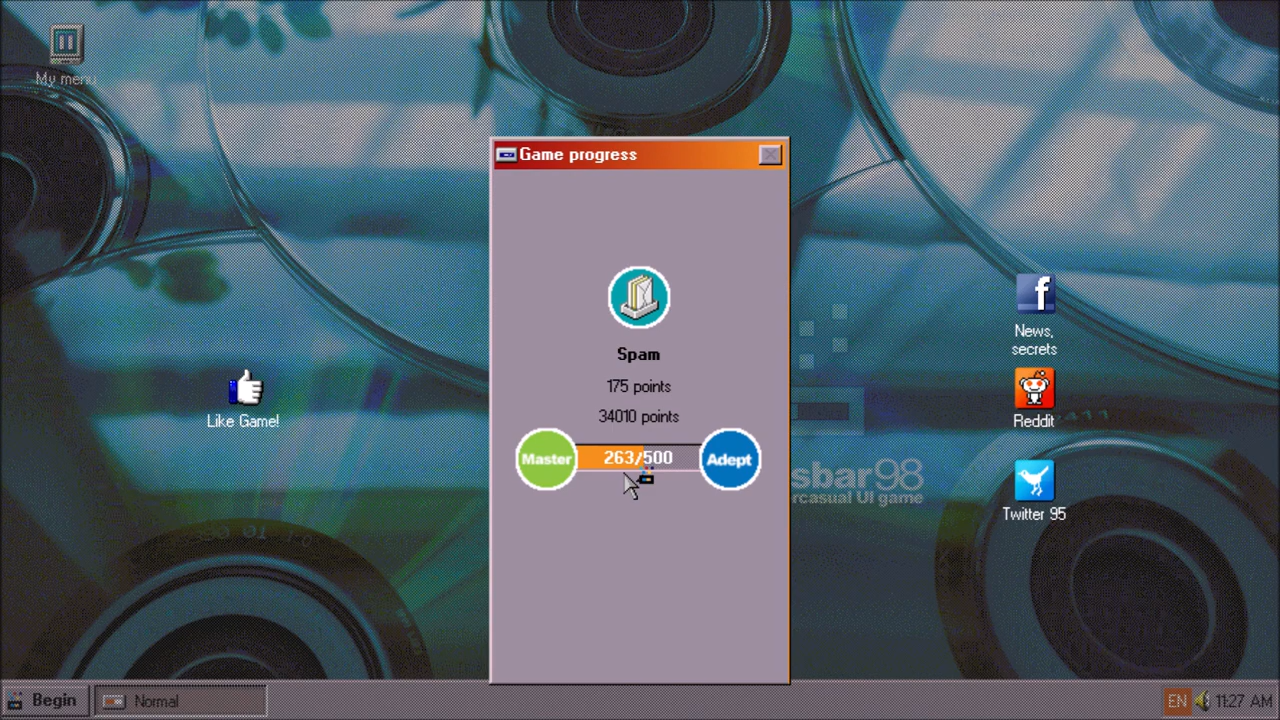 My menu
Game progress
Spam
175 points
34010 points
Master
263/500
Adept
Like Game!
News,
secrets
Reddit
Twitter 95
sbar98
rcasual UI game
Begin
Normal
EN
11:27 AM